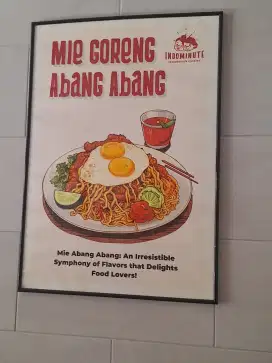 MIE GORENG
ABANG ABANG
INDOMINUTE
Mie Abang Abang: An Irresistible
Symphony of Flavors that Delights
Food Lovers!